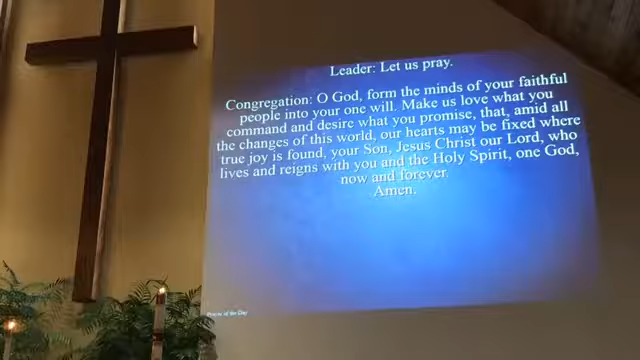 Leader: Let us pray.
Congregation: O God, form the minds of your faithful
people into your one will. Make us love what you
command and desire what you promise, that, amid all
the changes of this world, our hearts may be fixed where
true joy is found, your Son, Jesus Christ our Lord, who
lives and reigns with you and the Holy Spirit, one God,
now and forever.
Amen.
Prayer of the Day